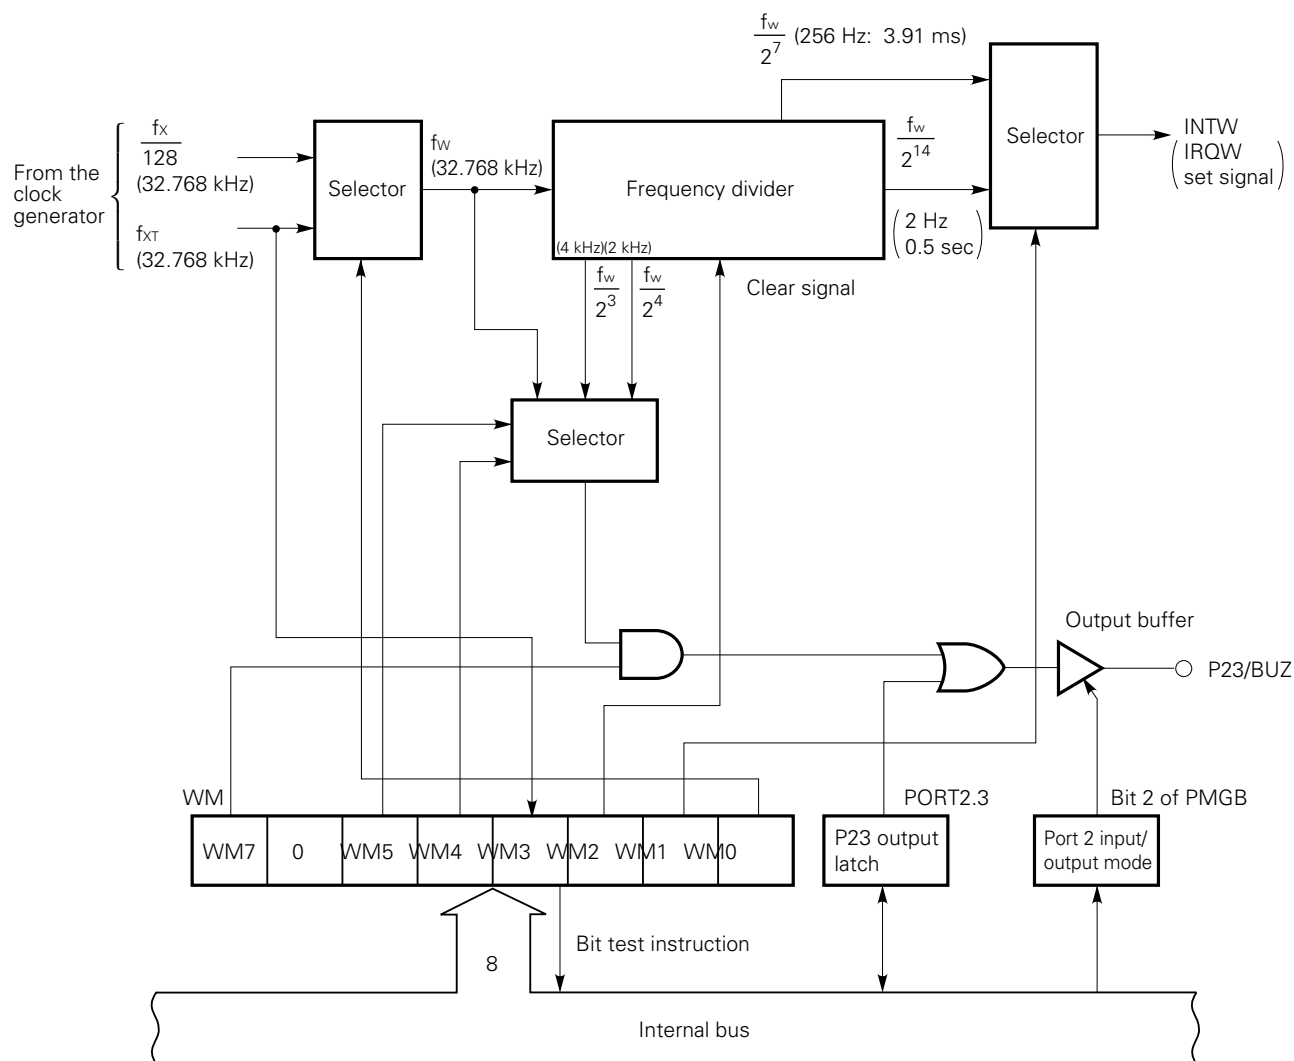 fw
2^7 (256 Hz: 3.91 ms)
From the
clock
generator
fX
128
(32.768 kHz)
fXT
(32.768 kHz)
Selector
fW
(32.768 kHz)
Frequency divider
(4 kHz)(2 kHz)
fw
2^14
(2 Hz
0.5 sec)
Selector
INTW
(IRQW
set signal)
fw
2^3
fw
2^4
Clear signal
Selector
Output buffer
P23/BUZ
WM
WM7 0 WM5 WM4 WM3 WM2 WM1 WM0
PORT2.3
P23 output
latch
Bit 2 of PMGB
Port 2 input/
output mode
8
Bit test instruction
Internal bus